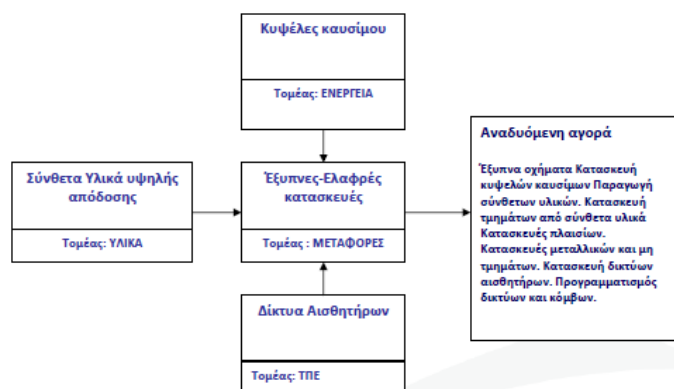 Κυψέλες καυσίμου
Τομέας: ΕΝΕΡΓΕΙΑ
Σύνθετα Υλικά υψηλής
απόδοσης
Τομέας: ΥΛΙΚΑ
Έξυπνες-Ελαφρές
κατασκευές
Τομέας : ΜΕΤΑΦΟΡΕΣ
Δίκτυα Αισθητήρων
Τομέας: ΤΠΕ
Αναδυόμενη αγορά
Έξυπνα οχήματα Κατασκευή
κυψελών καυσίμων Παραγωγή
σύνθετων υλικών. Κατασκευή
τμημάτων από σύνθετα υλικά
Κατασκευές πλαισίων.
Κατασκευές μεταλλικών και μη
τμημάτων. Κατασκευή δικτύων
αισθητήρων. Προγραμματισμός
δικτύων και κόμβων.